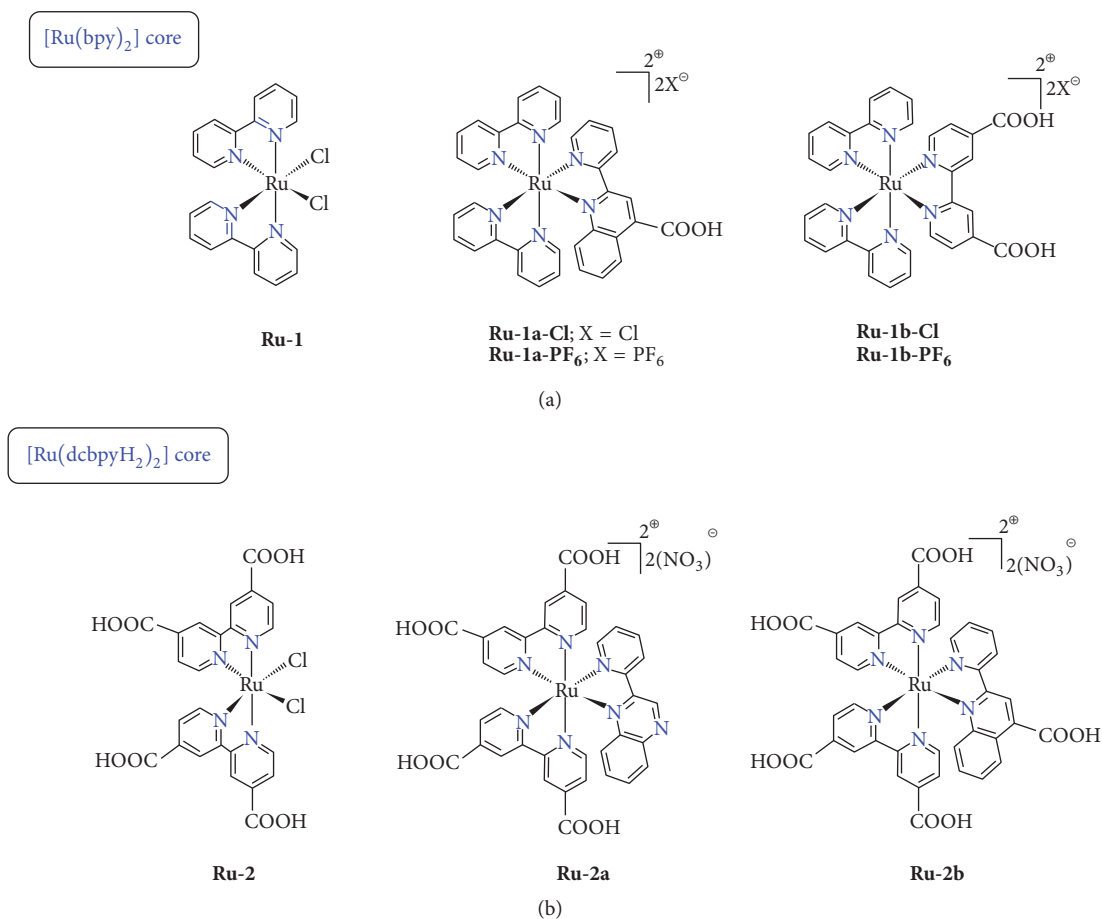 [Ru(bpy)₂] core
2⊕
2X⊖
2⊕
2X⊖
N
N
N
N
Ru
Cl
Cl
N
N
N
N
N
N
Ru
COOH
N
N
N
N
N
N
Ru
COOH
COOH
Ru-1
Ru-1a-Cl; X = Cl
Ru-1a-PF₆; X = PF₆
Ru-1b-Cl
Ru-1b-PF₆
(a)
[Ru(dcbpyH₂)₂] core
COOH
HOOC
N
N
Ru
Cl
Cl
N
N
HOOC
COOH
2⊕
2(NO₃)⊖
COOH
HOOC
N
N
N
Ru
N
N
N
N
HOOC
COOH
2⊕
2(NO₃)⊖
COOH
HOOC
N
N
N
Ru
N
N
N
COOH
HOOC
COOH
Ru-2
Ru-2a
Ru-2b
(b)